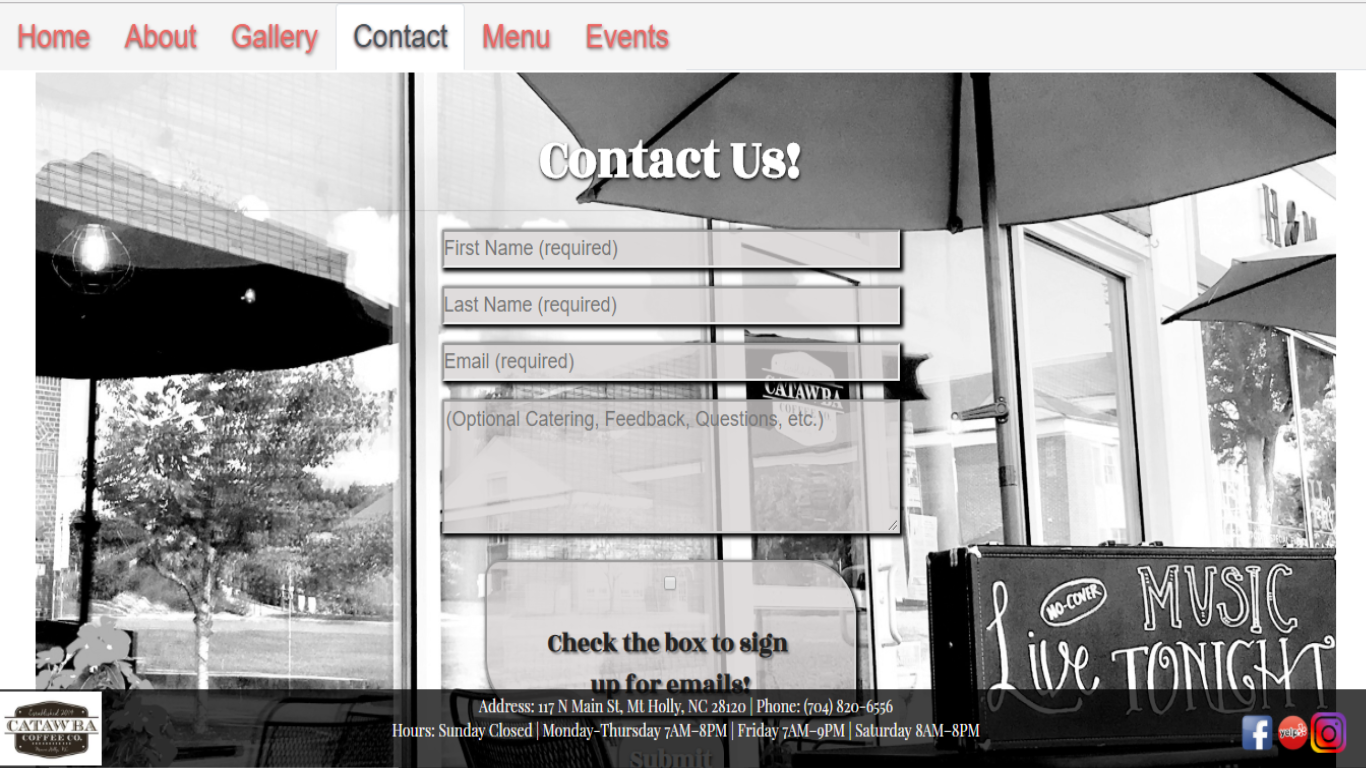 Home About Gallery Contact Menu Events
Contact Us!
H&M
First Name (required)
Last Name (required)
Email (required)
CATAWBA
(Optional Catering, Feedback, Questions, etc.)
NO-COVER
MUSIC
Live TONIGHT
Check the box to sign
up for emails!
Address: 117 N Main St, Mt Holly, NC 28120 | Phone: (704) 820-6556
Hours: Sunday Closed | Monday-Thursday 7AM–8PM | Friday 7AM–9PM | Saturday 8AM–8PM
Submit
CATAWBA
COFFEE CO.
f
yelp